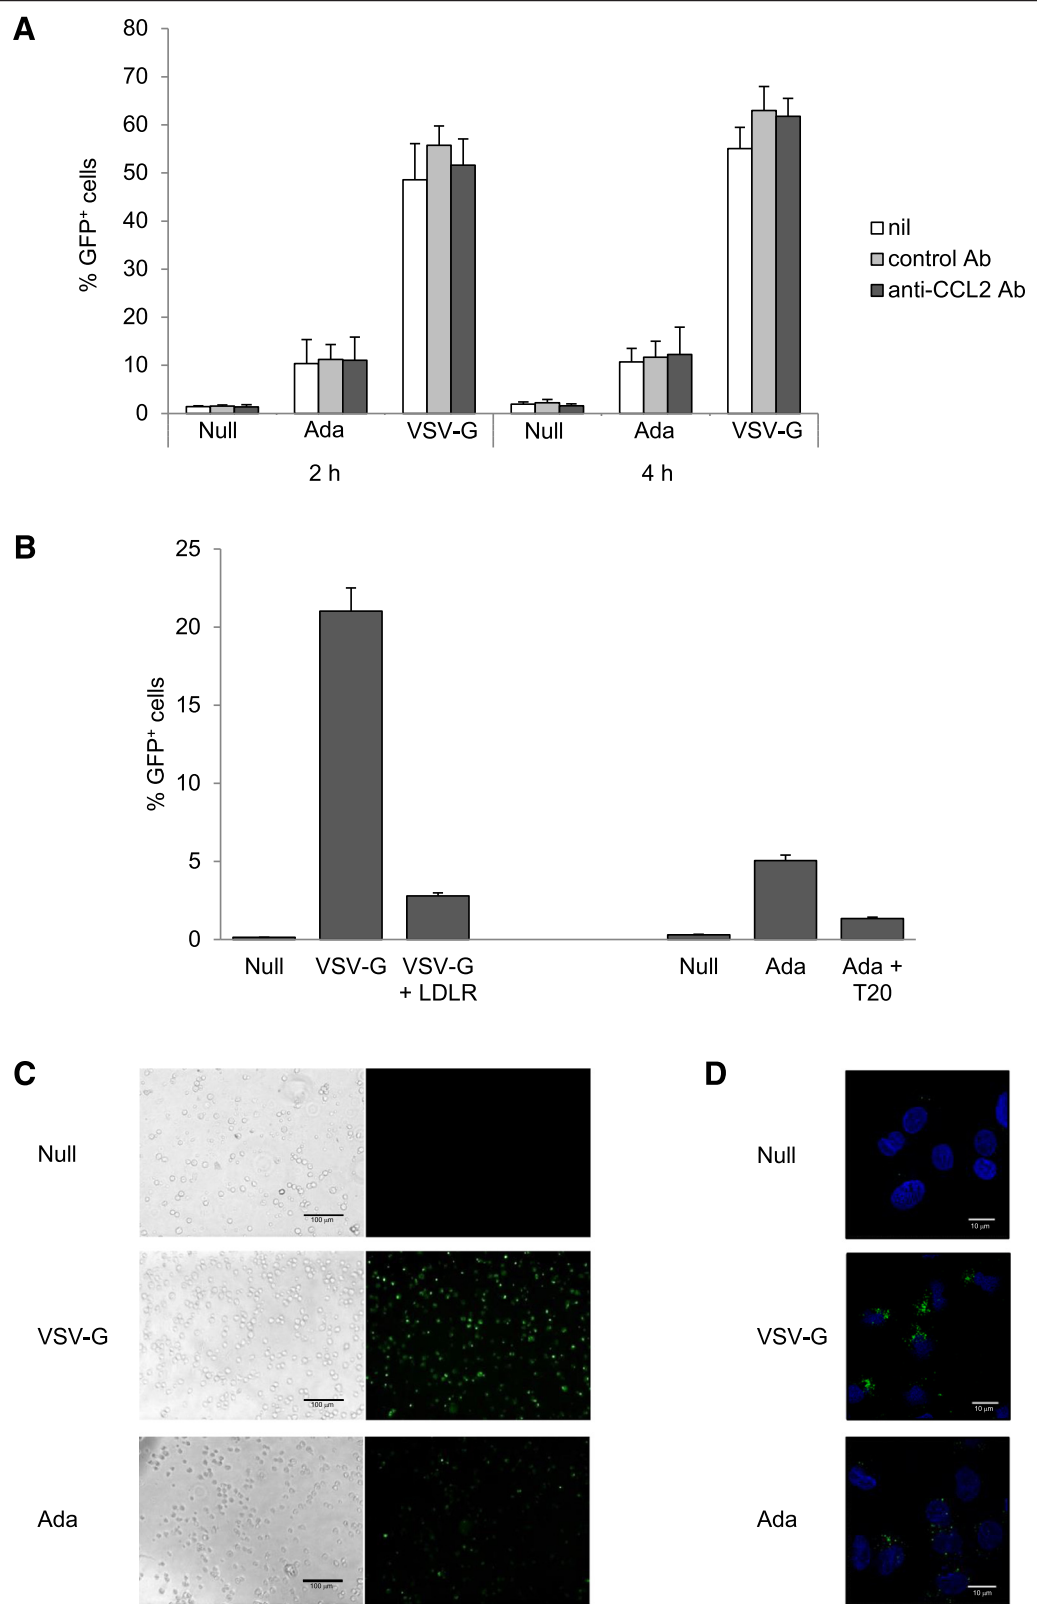 A
80
70
60
50
40
30
20
10
0
% GFP⁺ cells
Null Ada VSV-G Null Ada VSV-G
2 h 4 h
nil
control Ab
anti-CCL2 Ab
B
25
20
15
10
5
0
% GFP⁺ cells
Null VSV-G VSV-G Null Ada Ada +
+ LDLR T20
C
Null
100 µm
VSV-G
100 µm
Ada
100 µm
D
Null
10 µm
VSV-G
10 µm
Ada
10 µm